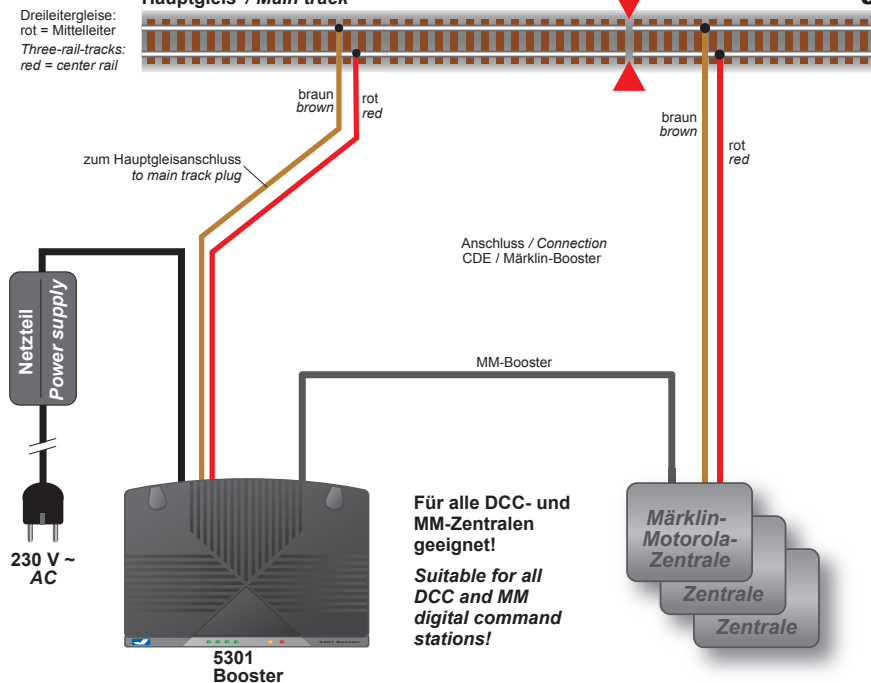 Hauptgleis / Main track
Dreileitergleise:
rot = Mittelleiter
Three-rail-tracks:
red = center rail
braun
brown
rot
red
braun
brown
rot
red
zum Hauptgleisanschluss
to main track plug
Anschluss / Connection
CDE / Märklin-Booster
Netzteil
Power supply
MM-Booster
230 V ~
AC
Für alle DCC- und
MM-Zentralen
geeignet!
Suitable for all
DCC and MM
digital command
stations!
Märklin-
Motorola-
Zentrale
Zentrale
Zentrale
5301 Booster
5301
Booster